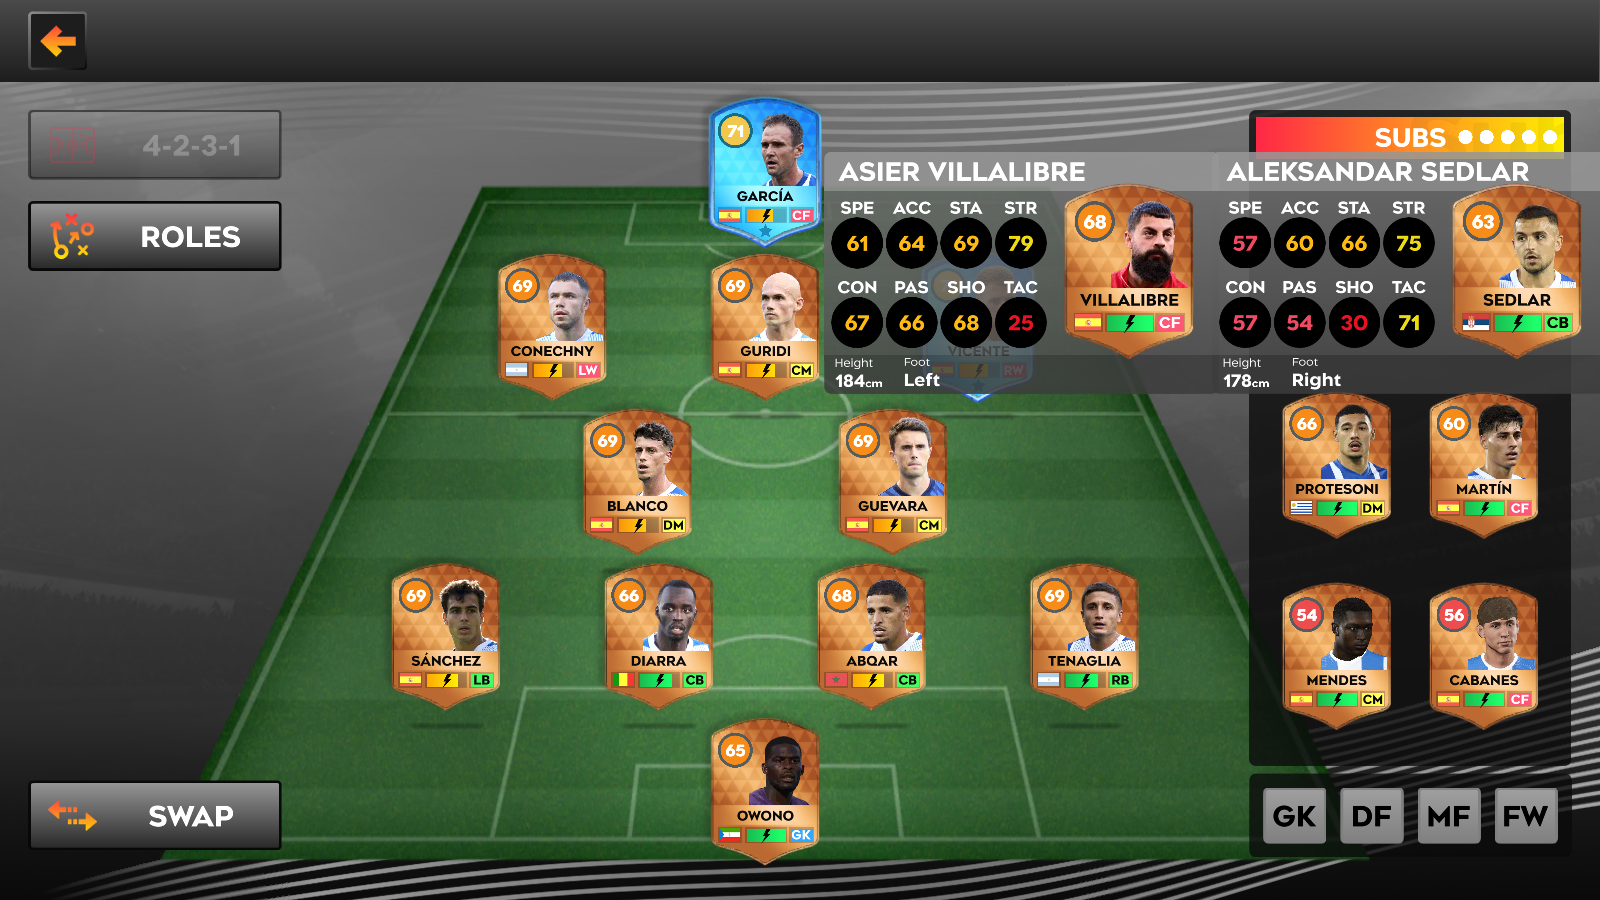 4-2-3-1
ROLES
SWAP
71
GARCÍA
CF
69
CONECHNY
LW
69
GURIDI
CM
VICENTE
RW
69
BLANCO
DM
69
GUEVARA
CM
69
SÁNCHEZ
LB
66
DIARRA
CB
68
ABQAR
CB
69
TENAGLIA
RB
65
OWONO
GK
SUBS
ASIER VILLALIBRE
SPE ACC STA STR
61 64 69 79
CON PAS SHO TAC
67 66 68 25
Height Foot
184cm Left
68
VILLALIBRE
CF
ALEKSANDAR SEDLAR
SPE ACC STA STR
57 60 66 75
CON PAS SHO TAC
57 54 30 71
Height Foot
178cm Right
63
SEDLAR
CB
66
PROTESONI
DM
60
MARTÍN
CF
54
MENDES
CM
56
CABANES
CF
GK DF MF FW